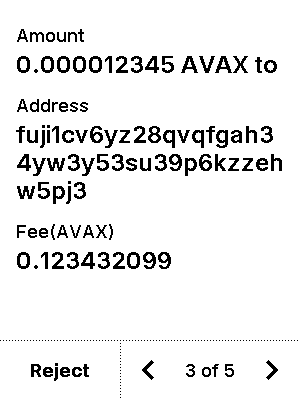 Amount
0.000012345 AVAX to
Address
fuji1cv6yz28qvqfgah3
4yw3y53su39p6kzzeh
w5pj3
Fee(AVAX)
0.123432099
Reject
3 of 5